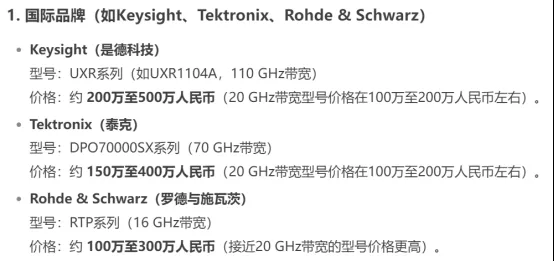 1. 国际品牌（如Keysight、Tektronix、Rohde & Schwarz）
• Keysight（是德科技）
型号：UXR系列（如UXR1104A，110 GHz带宽）
价格：约 200万至500万人民币（20 GHz带宽型号价格在100万至200万人民币左右）。
• Tektronix（泰克）
型号：DPO70000SX系列（70 GHz带宽）
价格：约 150万至400万人民币（20 GHz带宽型号价格在100万至200万人民币左右）。
• Rohde & Schwarz（罗德与施瓦茨）
型号：RTP系列（16 GHz带宽）
价格：约 100万至300万人民币（接近20 GHz带宽的型号价格更高）。